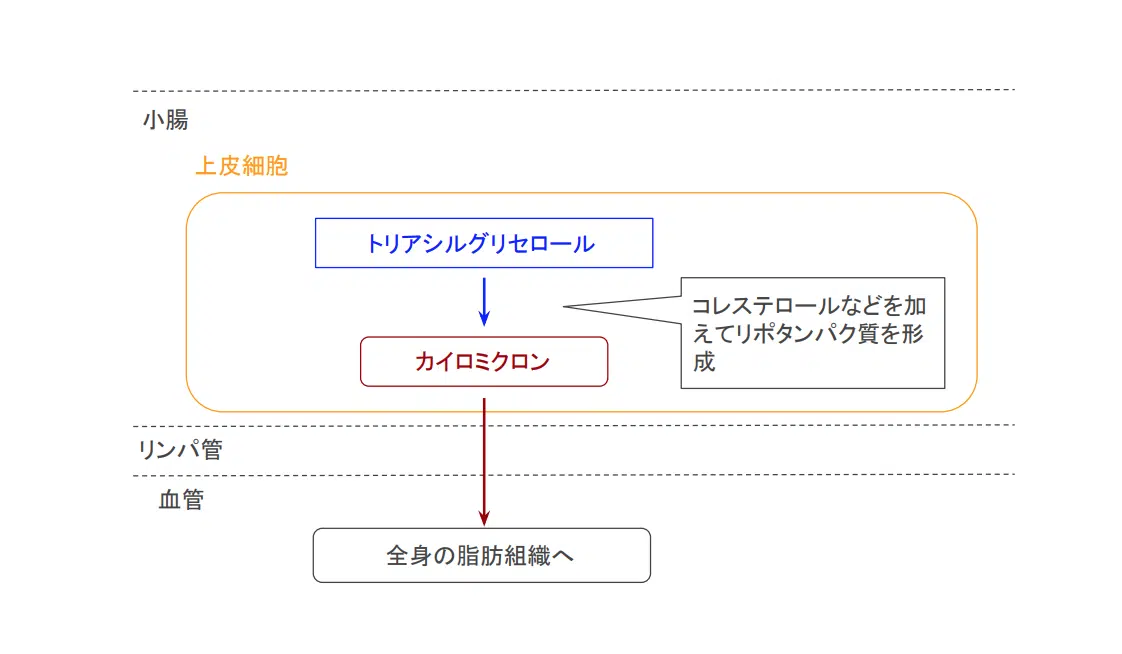 小腸
上皮細胞
トリアシルグリセロール
コレステロールなどを加
えてリポタンパク質を形
成
カイロミクロン
リンパ管
血管
全身の脂肪組織へ